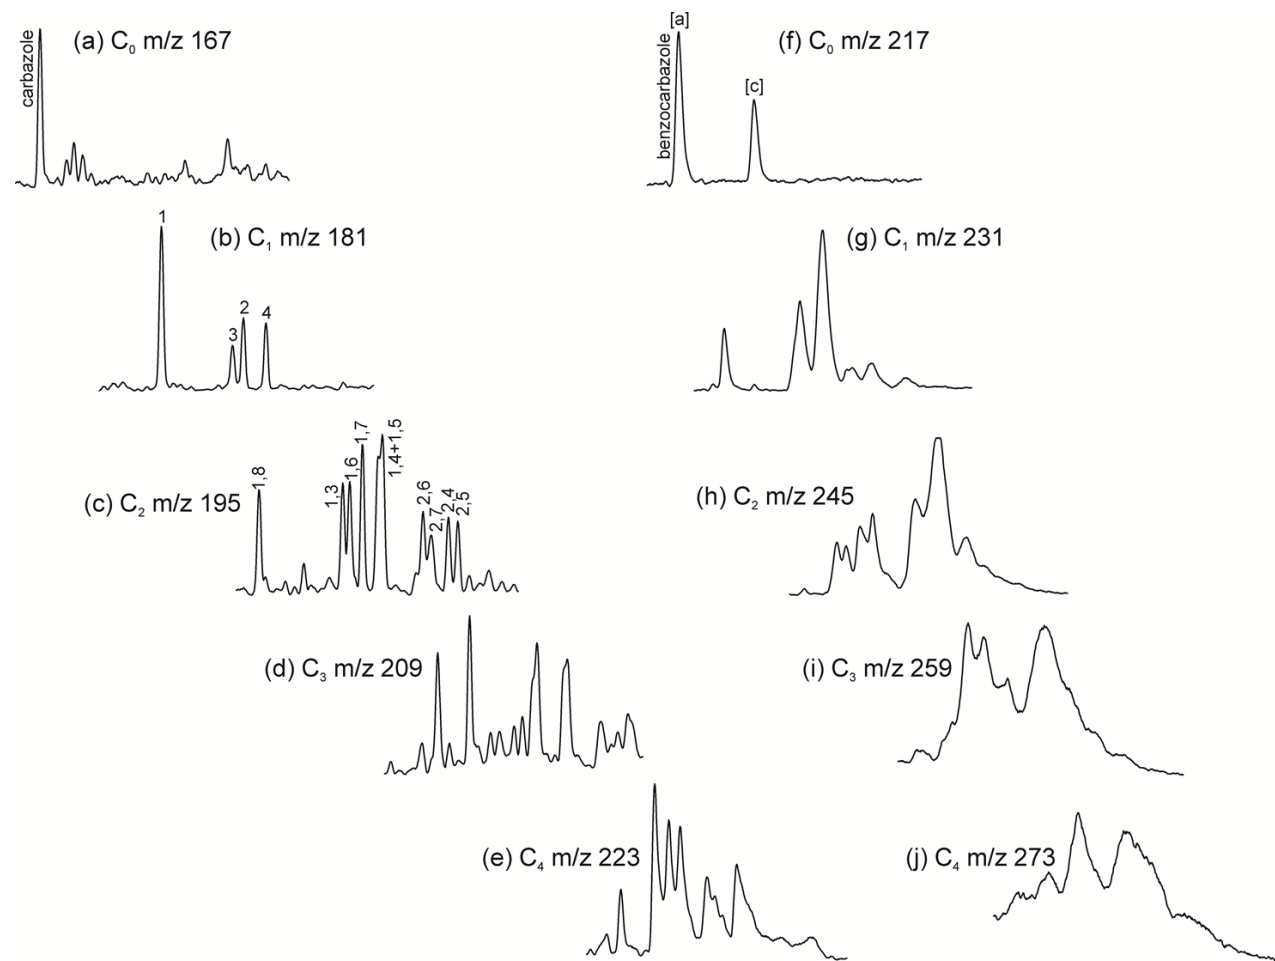 [a]
(a) C₀ m/z 167
(f) C₀ m/z 217
carbazole
benzocarbazole
[c]
1
(b) C₁ m/z 181
(g) C₁ m/z 231
2
4
3
1,7
1,4+1,5
1,8
1,3
1,6
2,6
2,7
2,4
2,5
(c) C₂ m/z 195
(h) C₂ m/z 245
(d) C₃ m/z 209
(i) C₃ m/z 259
(e) C₄ m/z 223
(j) C₄ m/z 273